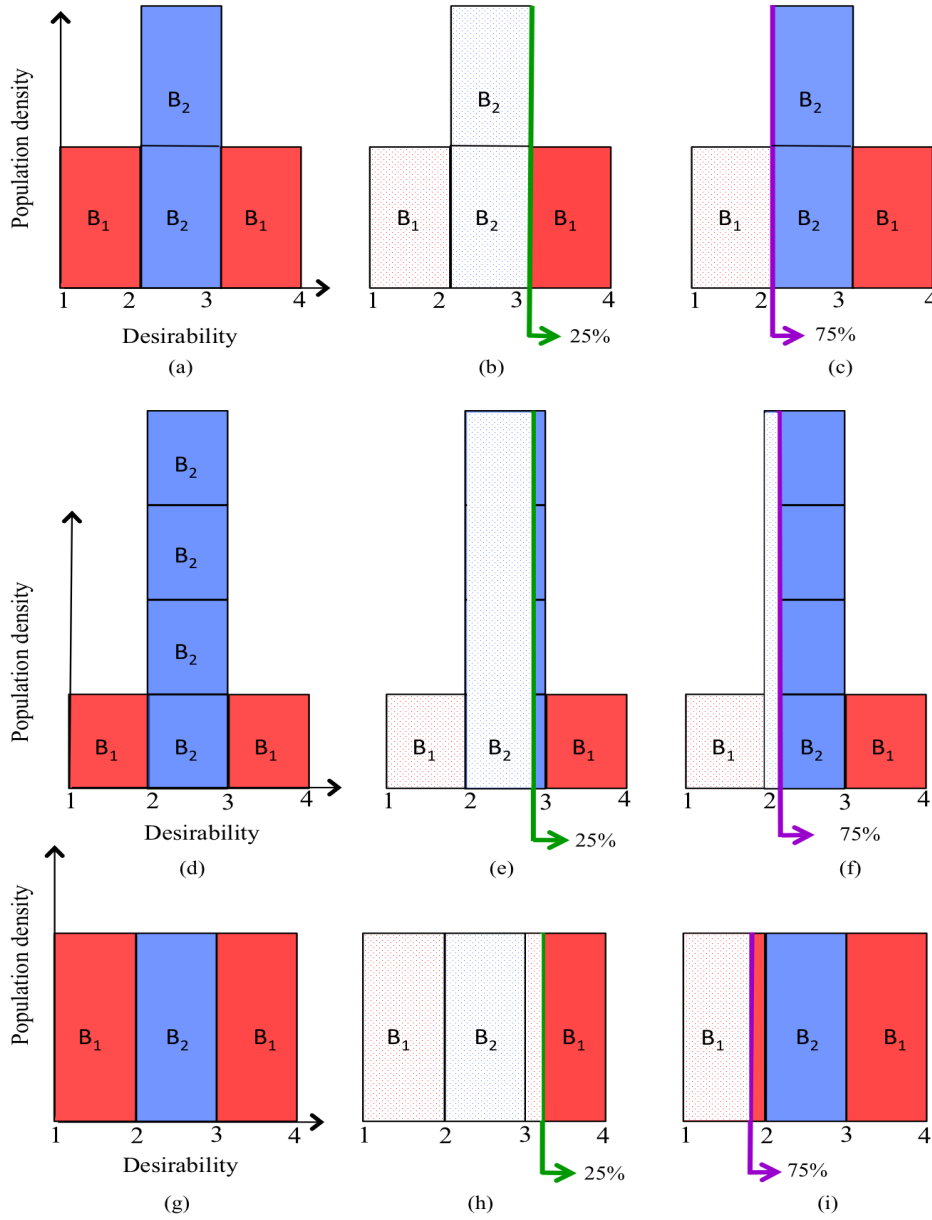 Population density
B2
B1 B2 B1
1 2 3 4
Desirability
(a)
B2
B1 B2 B1
1 2 3 4
25%
(b)
B2
B1 B2 B1
1 2 3 4
75%
(c)
Population density
B2
B2
B2
B1 B2 B1
1 2 3 4
Desirability
(d)
B1 B2 B1
1 2 3 4
25%
(e)
B1 B2 B1
1 2 3 4
75%
(f)
Population density
B1 B2 B1
1 2 3 4
Desirability
(g)
B1 B2 B1
1 2 3 4
25%
(h)
B1 B2 B1
1 2 3 4
75%
(i)